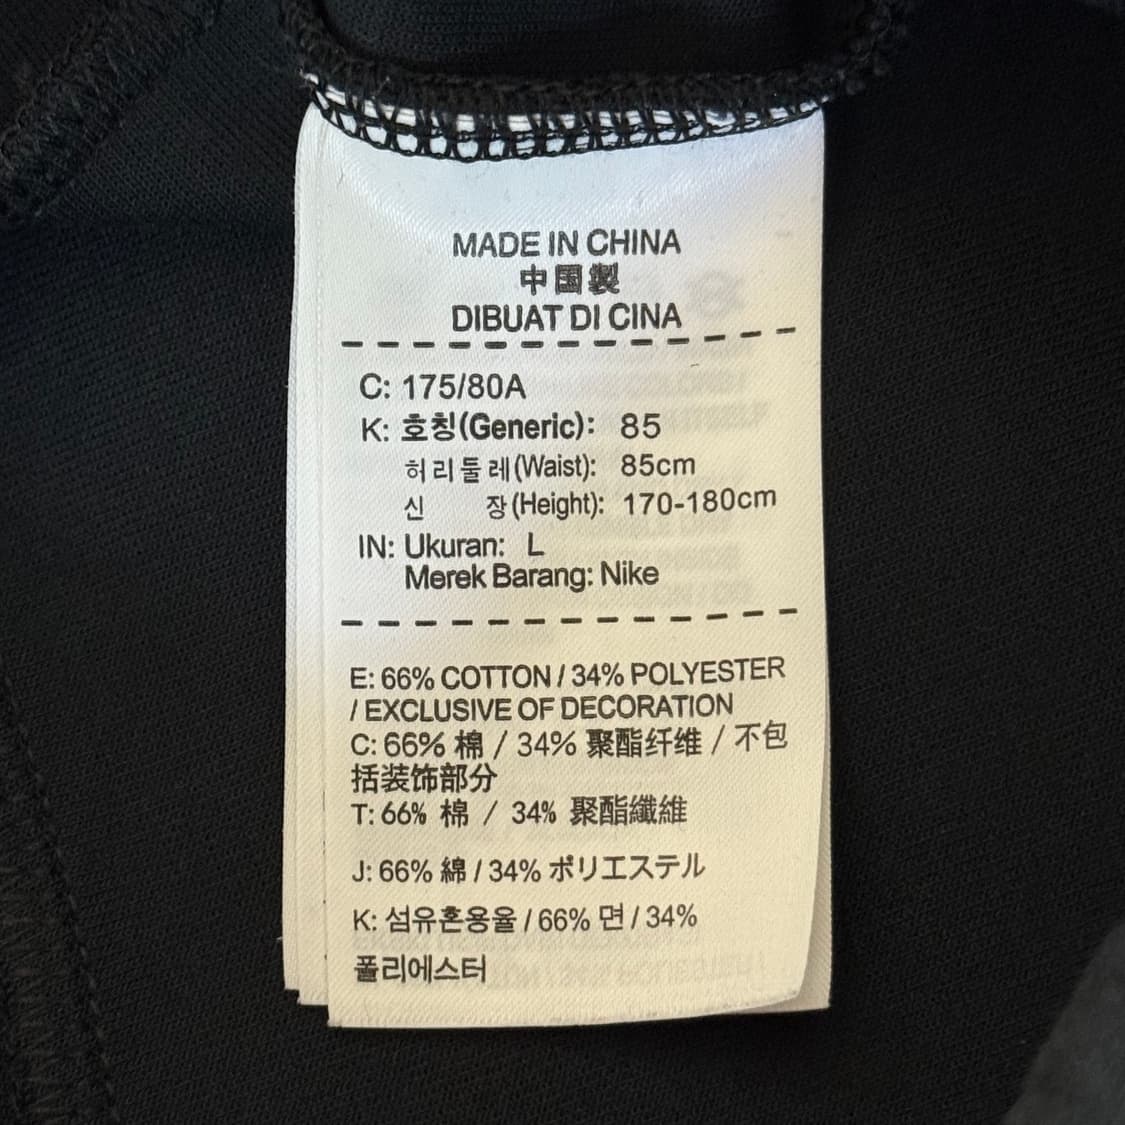 MADE IN CHINA
中国製
DIBUAT DI CINA
C: 175/80A
K: 호칭(Generic): 85
허리둘레(Waist): 85cm
신 장(Height): 170-180cm
IN: Ukuran: L
Merek Barang: Nike
E: 66% COTTON / 34% POLYESTER
/ EXCLUSIVE OF DECORATION
C: 66% 棉 / 34% 聚酯纤维 / 不包
括装饰部分
T: 66% 棉 / 34% 聚酯纖維
J: 66% 綿 / 34% ポリエステル
K: 섬유혼용율 / 66% 면 / 34%
폴리에스터